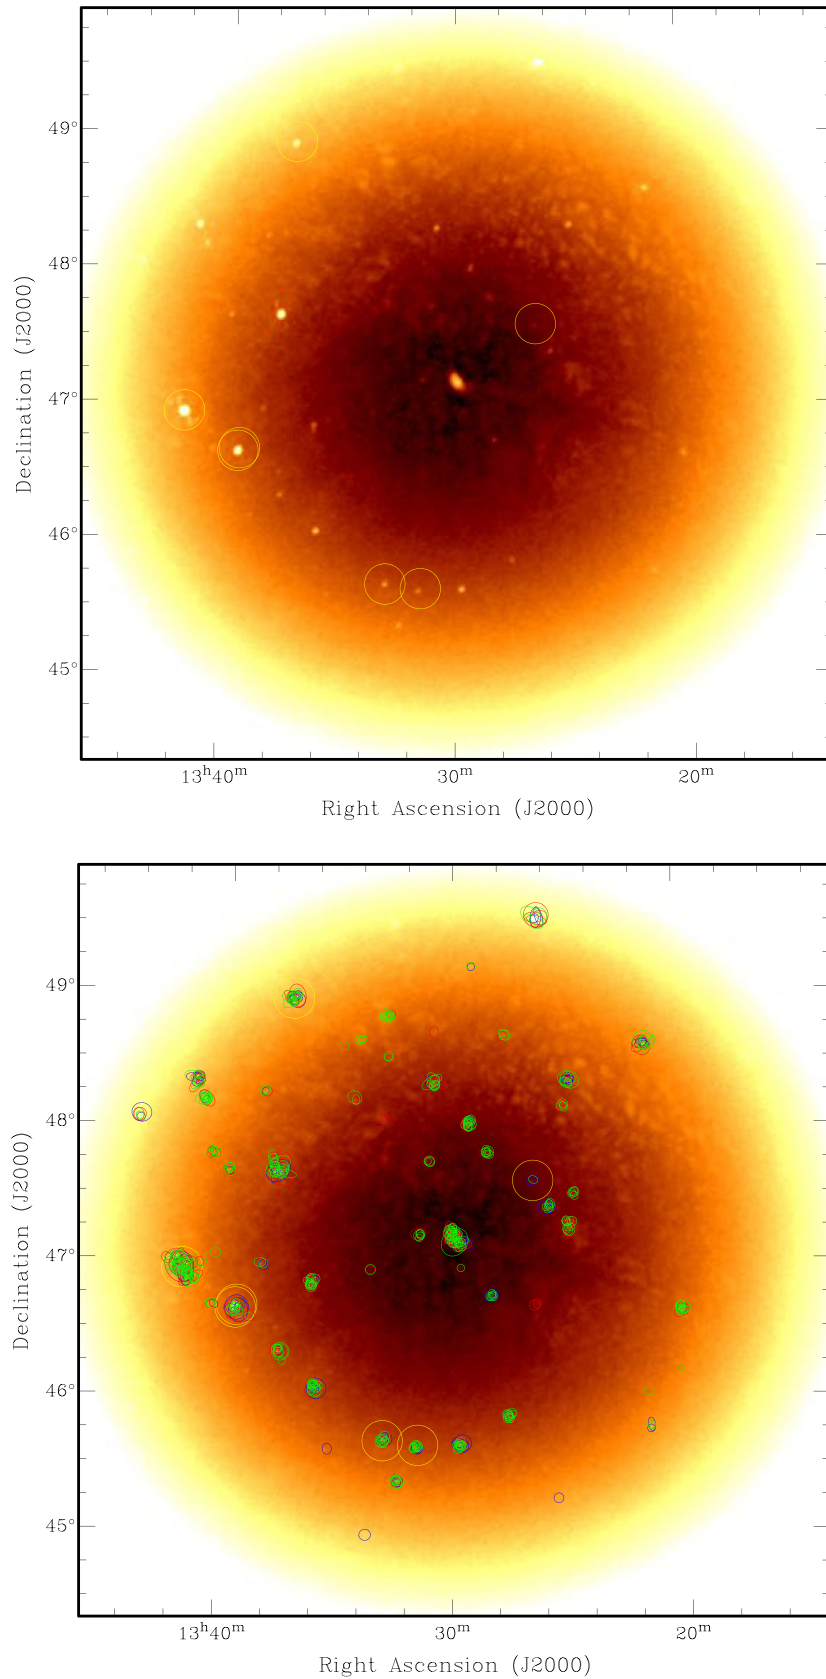 49°
48°
47°
46°
45°
Declination (J2000)
13h40m 30m 20m
Right Ascension (J2000)
49°
48°
47°
46°
45°
Declination (J2000)
13h40m 30m 20m
Right Ascension (J2000)